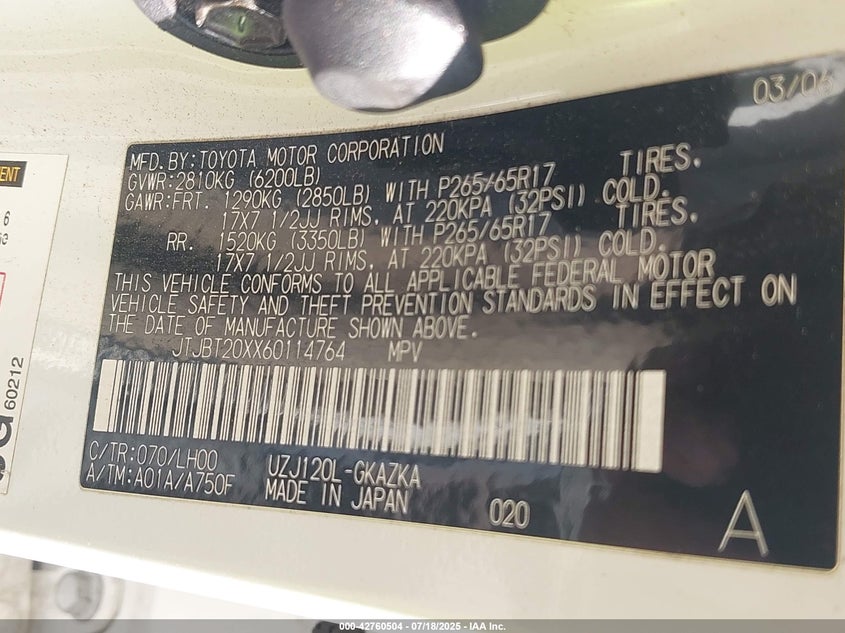 03/06
MFD. BY: TOYOTA MOTOR CORPORATION
GVWR: 2810KG (6200LB)
GAWR: FRT. 1290KG (2850LB) WITH P265/65R17 TIRES,
17X7 1/2JJ RIMS, AT 220KPA (32PSI) COLD.
RR. 1520KG (3350LB) WITH P265/65R17 TIRES,
17X7 1/2JJ RIMS, AT 220KPA (32PSI) COLD.
THIS VEHICLE CONFORMS TO ALL APPLICABLE FEDERAL MOTOR
VEHICLE SAFETY AND THEFT PREVENTION STANDARDS IN EFFECT ON
THE DATE OF MANUFACTURE SHOWN ABOVE.
JTJBT20XX60114764 MPV
C/TR: 070/LH00 UZJ120L-GKAZKA
A/TM: A01A/A750F MADE IN JAPAN 020 A
6
60212
000-42760504 - 07/18/2025 - IAA Inc.